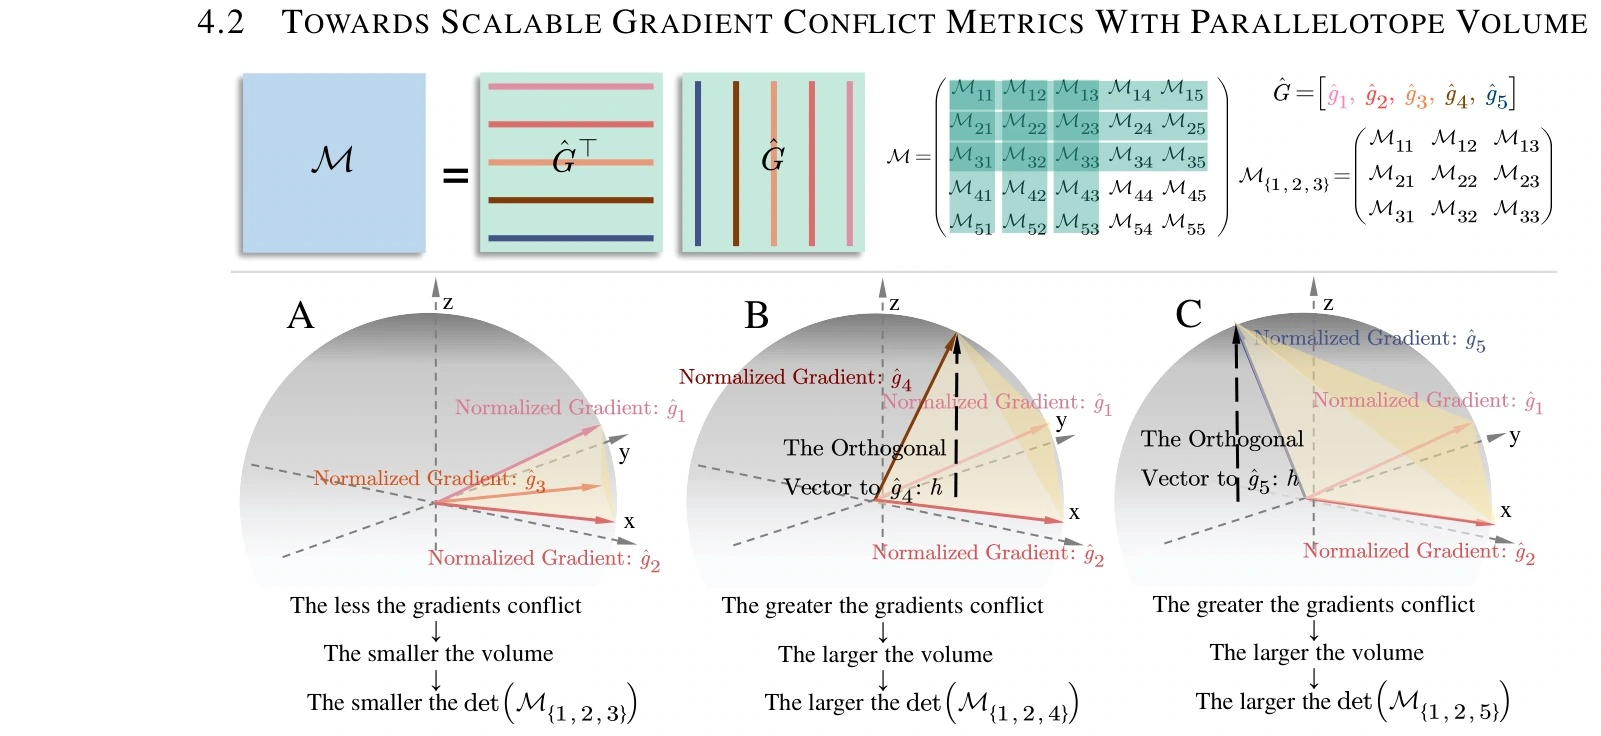 4.2 TOWARDS SCALABLE GRADIENT CONFLICT METRICS WITH PARALLELOTOPE VOLUME
ℳ = Ĝ⊤ Ĝ
ℳ = ( ℳ11 ℳ12 ℳ13 ℳ14 ℳ15
ℳ21 ℳ22 ℳ23 ℳ24 ℳ25
ℳ31 ℳ32 ℳ33 ℳ34 ℳ35
ℳ41 ℳ42 ℳ43 ℳ44 ℳ45
ℳ51 ℳ52 ℳ53 ℳ54 ℳ55 )
Ĝ = [ĝ1, ĝ2, ĝ3, ĝ4, ĝ5]
ℳ{1, 2, 3} = ( ℳ11 ℳ12 ℳ13
ℳ21 ℳ22 ℳ23
ℳ31 ℳ32 ℳ33 )
A
z
Normalized Gradient: ĝ1
y
Normalized Gradient: ĝ3
x
Normalized Gradient: ĝ2
The less the gradients conflict
↓
The smaller the volume
↓
The smaller the det(ℳ{1, 2, 3})
B
z
Normalized Gradient: ĝ4
Normalized Gradient: ĝ1
y
The Orthogonal
Vector to ĝ4: h
x
Normalized Gradient: ĝ2
The greater the gradients conflict
↓
The larger the volume
↓
The larger the det(ℳ{1, 2, 4})
C
z
Normalized Gradient: ĝ5
Normalized Gradient: ĝ1
y
The Orthogonal
Vector to ĝ5: h
x
Normalized Gradient: ĝ2
The greater the gradients conflict
↓
The larger the volume
↓
The larger the det(ℳ{1, 2, 5})